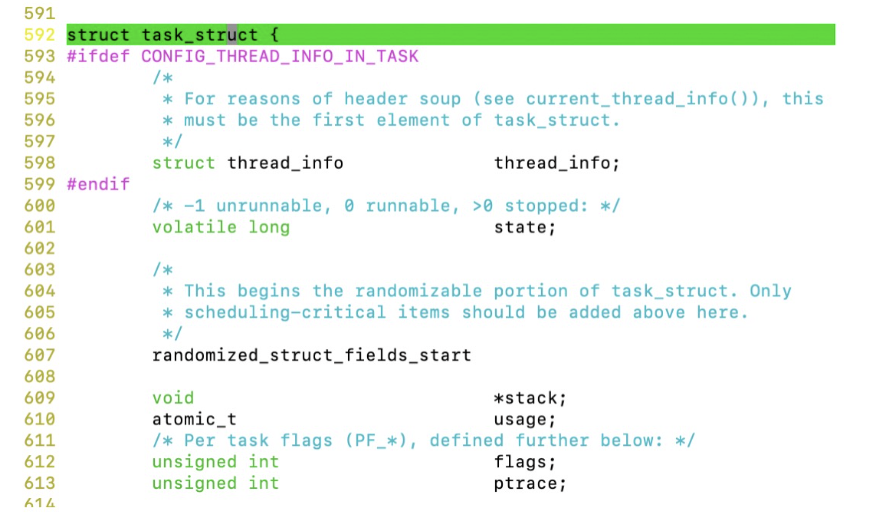 591
592 struct task_struct {
593 #ifdef CONFIG_THREAD_INFO_IN_TASK
594         /*
595          * For reasons of header soup (see current_thread_info()), this
596          * must be the first element of task_struct.
597          */
598         struct thread_info              thread_info;
599 #endif
600         /* -1 unrunnable, 0 runnable, >0 stopped: */
601         volatile long                   state;
602
603         /*
604          * This begins the randomizable portion of task_struct. Only
605          * scheduling-critical items should be added above here.
606          */
607         randomized_struct_fields_start
608
609         void                            *stack;
610         atomic_t                        usage;
611         /* Per task flags (PF_*), defined further below: */
612         unsigned int                    flags;
613         unsigned int                    ptrace;
614